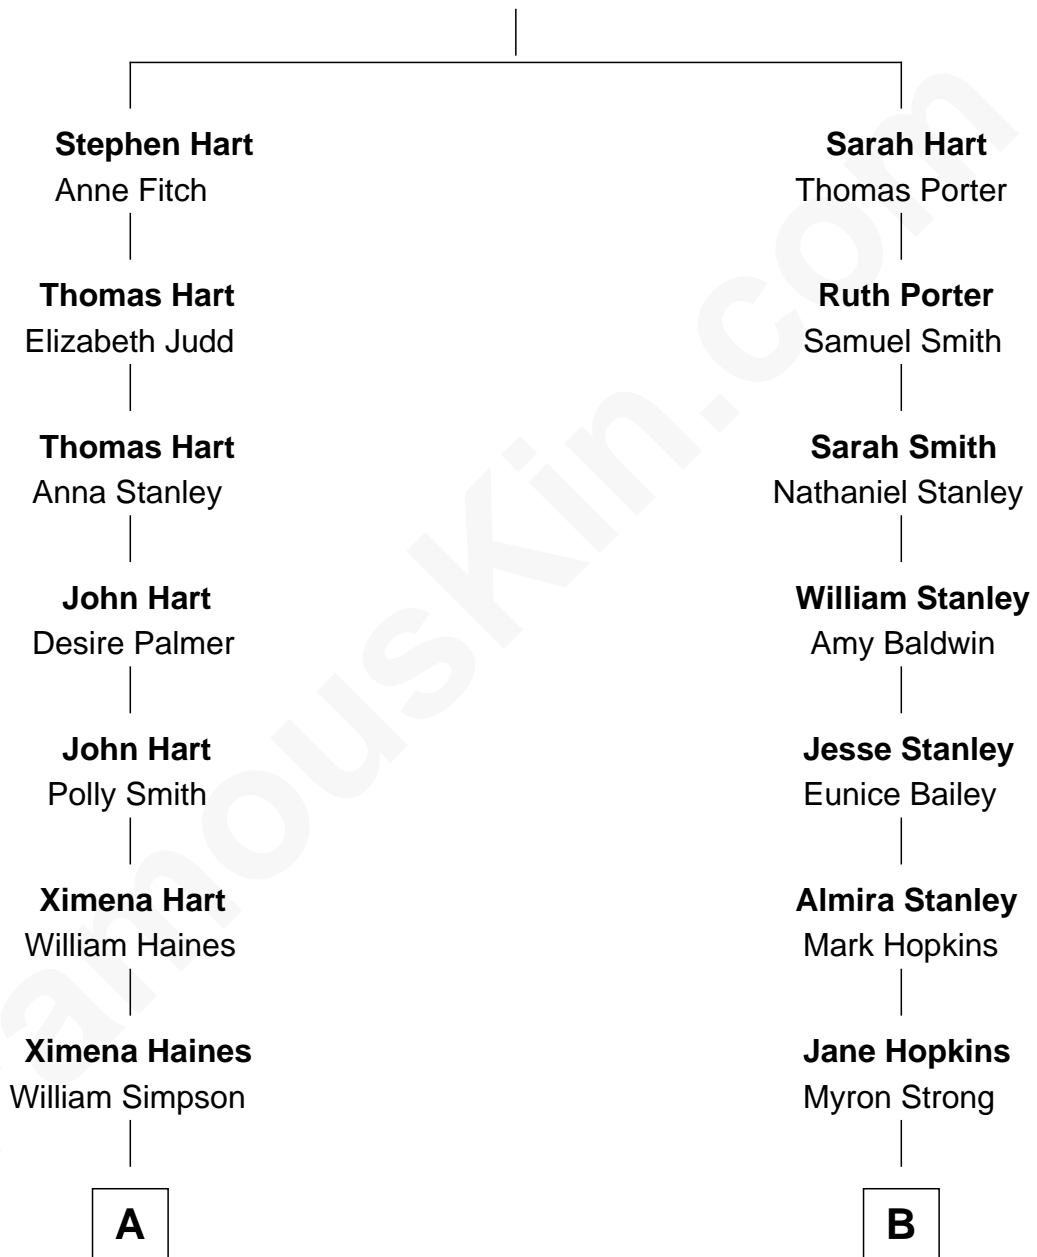 Stephen Hart
Anne Fitch
Thomas Hart
Elizabeth Judd
Thomas Hart
Anna Stanley
John Hart
Desire Palmer
John Hart
Polly Smith
Ximena Hart
William Haines
Ximena Haines
William Simpson
A
Sarah Hart
Thomas Porter
Ruth Porter
Samuel Smith
Sarah Smith
Nathaniel Stanley
William Stanley
Amy Baldwin
Jesse Stanley
Eunice Bailey
Almira Stanley
Mark Hopkins
Jane Hopkins
Myron Strong
B
amouskin.com